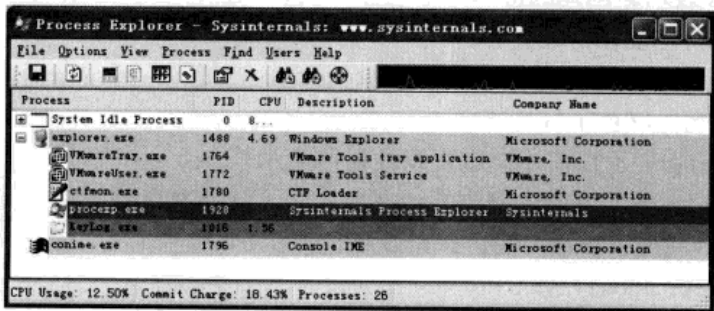 Process Explorer - Sysinternals: www.sysinternals.com
File Options View Process Find Users Help
Process PID CPU Description Company Name
System Idle Process 0 8...
explorer.exe 1488 4.69 Windows Explorer Microsoft Corporation
VMwareTray.exe 1764 VMware Tools tray application VMware, Inc.
VMwareUser.exe 1772 VMware Tools Service VMware, Inc.
ctfmon.exe 1780 CTF Loader Microsoft Corporation
procexp.exe 1928 Sysinternals Process Explorer Sysinternals
KeyLog.exe 1016 1.56
conime.exe 1796 Console IME Microsoft Corporation
CPU Usage: 12.50% Commit Charge: 18.43% Processes: 26